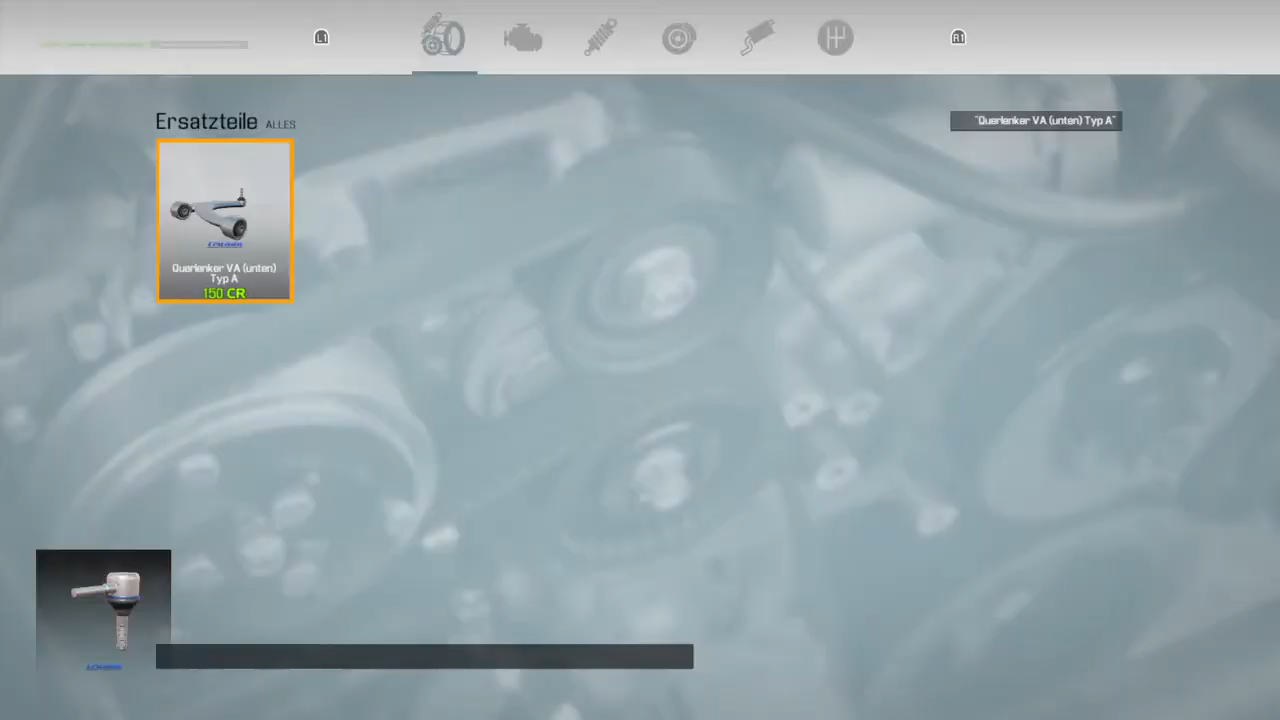 L1
R1
Ersatzteile ALLES
"Querlenker VA (unten) Typ A"
Querlenker VA (unten)
Typ A
150 CR